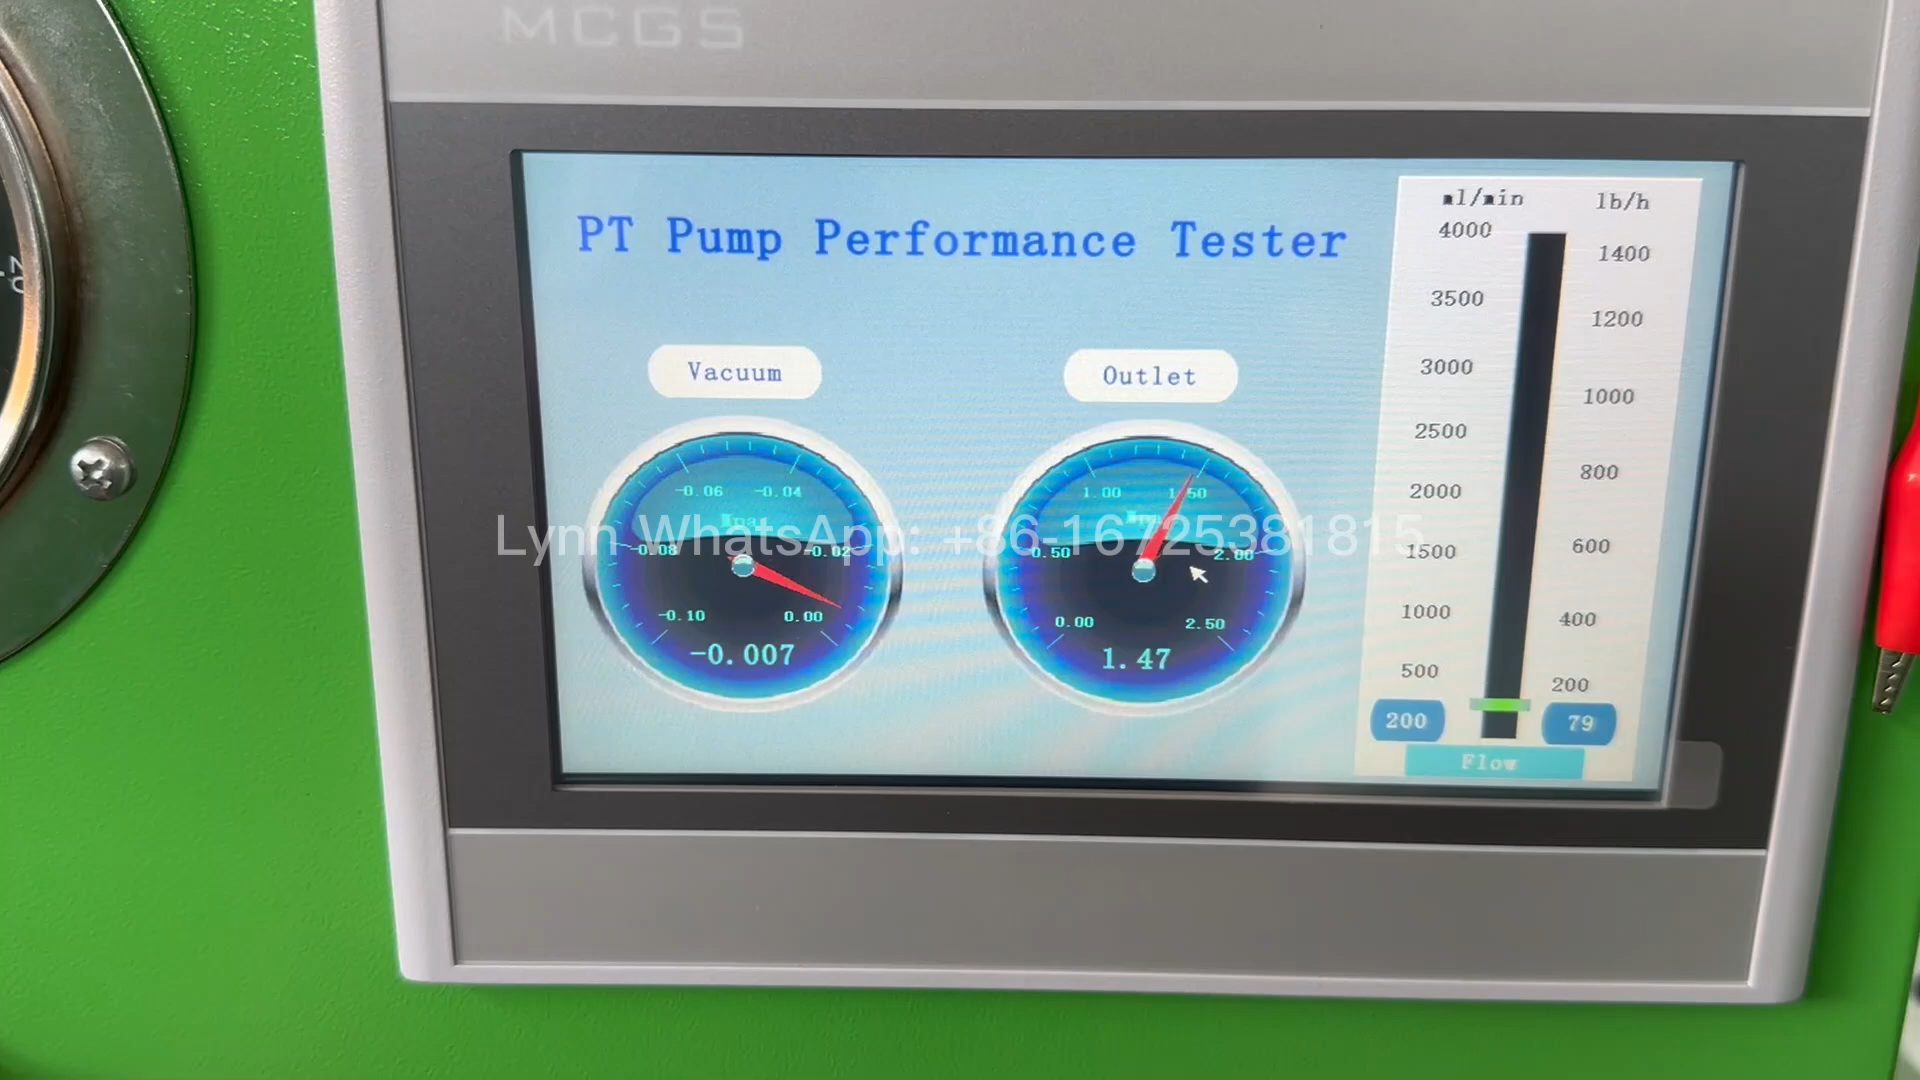 MCGS
PT Pump Performance Tester
Vacuum
-0.06 -0.04
-0.08 -0.02
-0.10 0.00
-0.007
Outlet
1.00 1.50
0.50 2.00
0.00 2.50
1.47
ml/min lb/h
4000 1400
3500 1200
3000 1000
2500 800
2000
1500 600
1000 400
500 200
200 79
Flow
Lynn WhatsApp: +86-16725381815